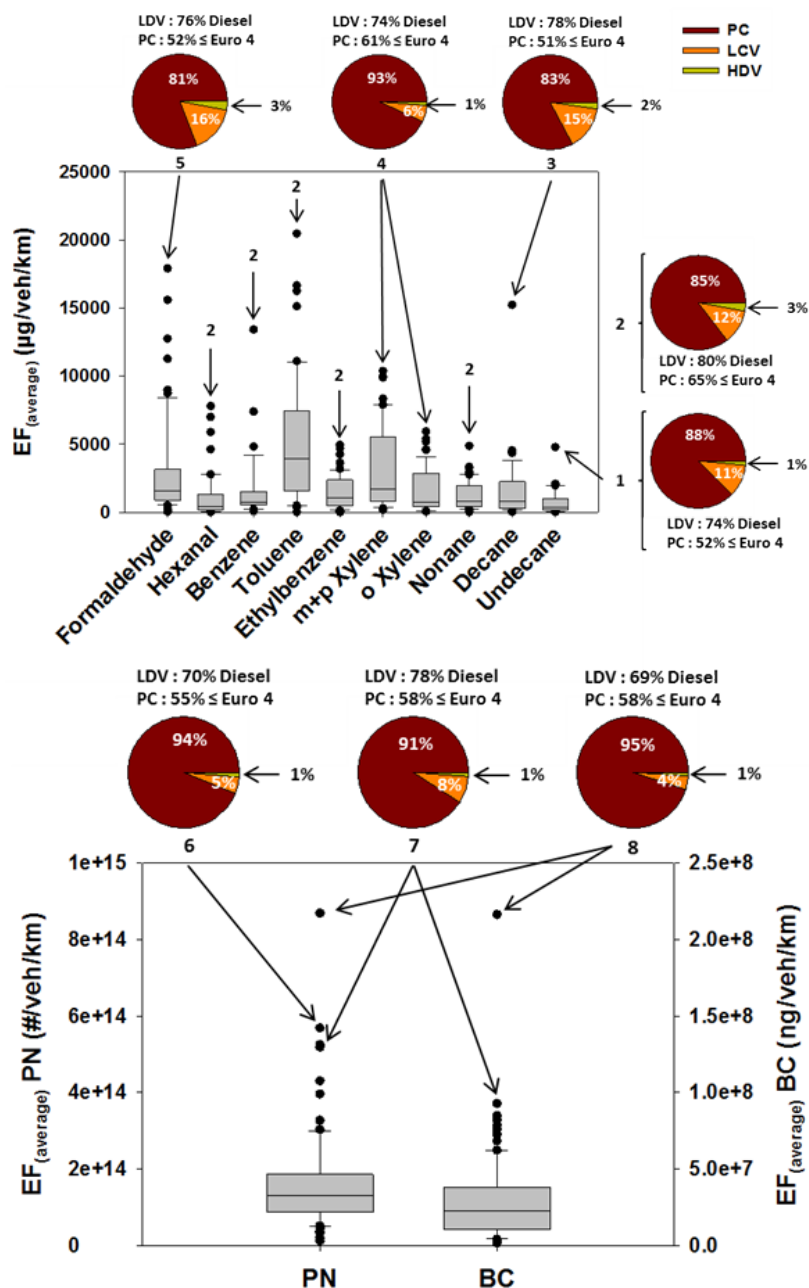 LDV : 76% Diesel
PC : 52% ≤ Euro 4
LDV : 74% Diesel
PC : 61% ≤ Euro 4
LDV : 78% Diesel
PC : 51% ≤ Euro 4
PC
LCV
HDV
81%
16%
3%
93%
6%
1%
83%
15%
2%
5
4
3
EF(average) (µg/veh/km)
25000
20000
15000
10000
5000
0
2
2
2
2
2
Formaldehyde
Hexanal
Benzene
Toluene
Ethylbenzene
m+p Xylene
o Xylene
Nonane
Decane
Undecane
2
85%
12%
3%
LDV : 80% Diesel
PC : 65% ≤ Euro 4
1
88%
11%
1%
LDV : 74% Diesel
PC : 52% ≤ Euro 4
LDV : 70% Diesel
PC : 55% ≤ Euro 4
LDV : 78% Diesel
PC : 58% ≤ Euro 4
LDV : 69% Diesel
PC : 58% ≤ Euro 4
94%
5%
1%
91%
8%
1%
95%
4%
1%
6
7
8
EF(average) PN (#/veh/km)
1e+15
8e+14
6e+14
4e+14
2e+14
0
2.5e+8
2.0e+8
1.5e+8
1.0e+8
5.0e+7
0.0
EF(average) BC (ng/veh/km)
PN
BC